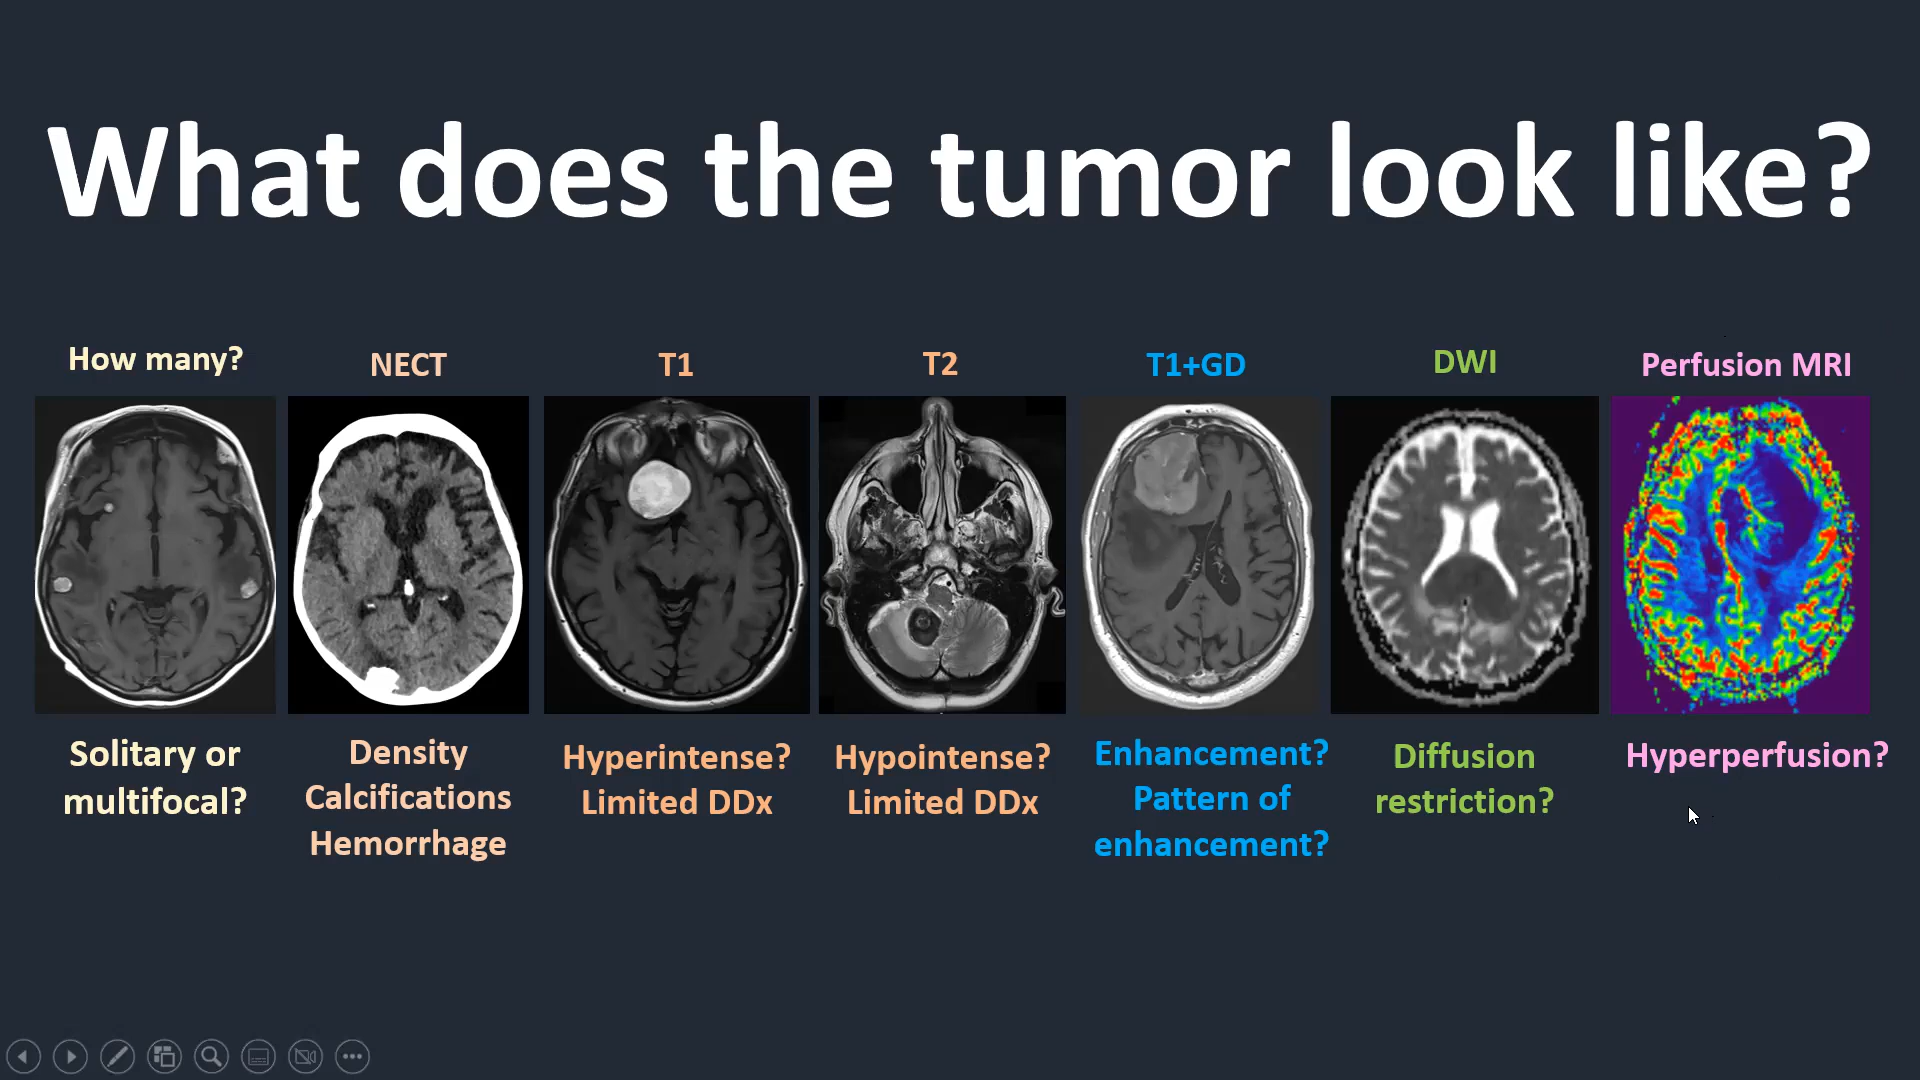 What does the tumor look like?
How many?
NECT
T1
T2
T1+GD
DWI
Perfusion MRI
Solitary or
multifocal?
Density
Calcifications
Hemorrhage
Hyperintense?
Limited DDx
Hypointense?
Limited DDx
Enhancement?
Pattern of
enhancement?
Diffusion
restriction?
Hyperperfusion?